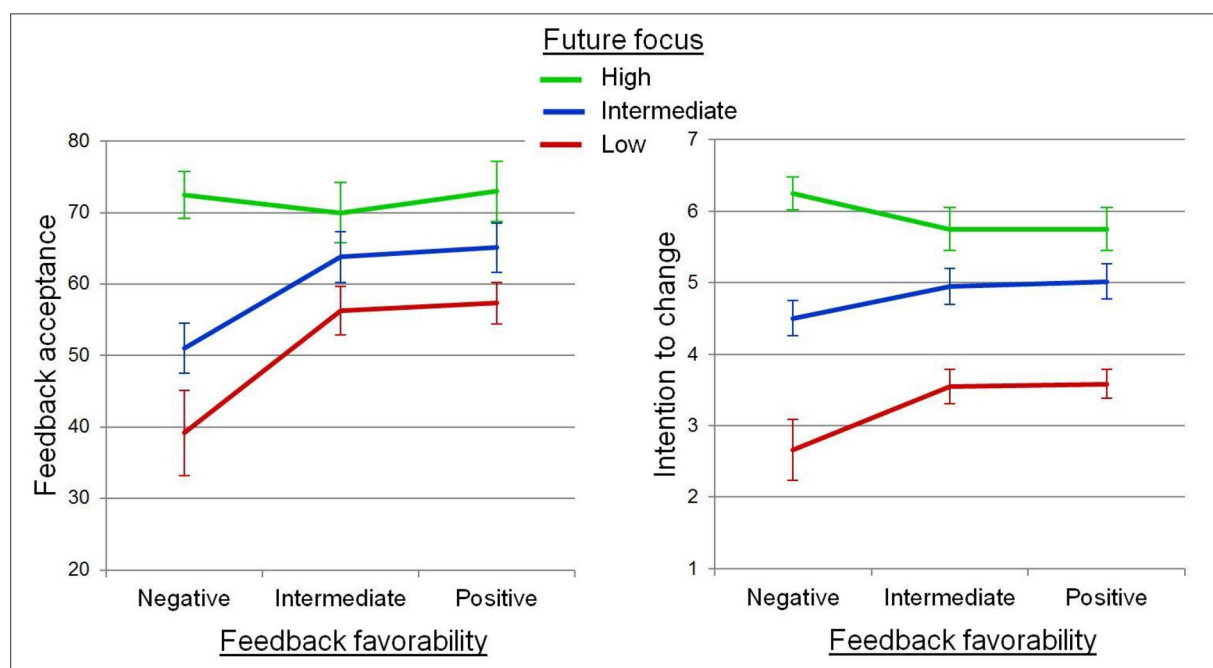 Future focus
High
Intermediate
Low
Feedback acceptance
80
70
60
50
40
30
20
Negative Intermediate Positive
Feedback favorability
Intention to change
7
6
5
4
3
2
1
Negative Intermediate Positive
Feedback favorability